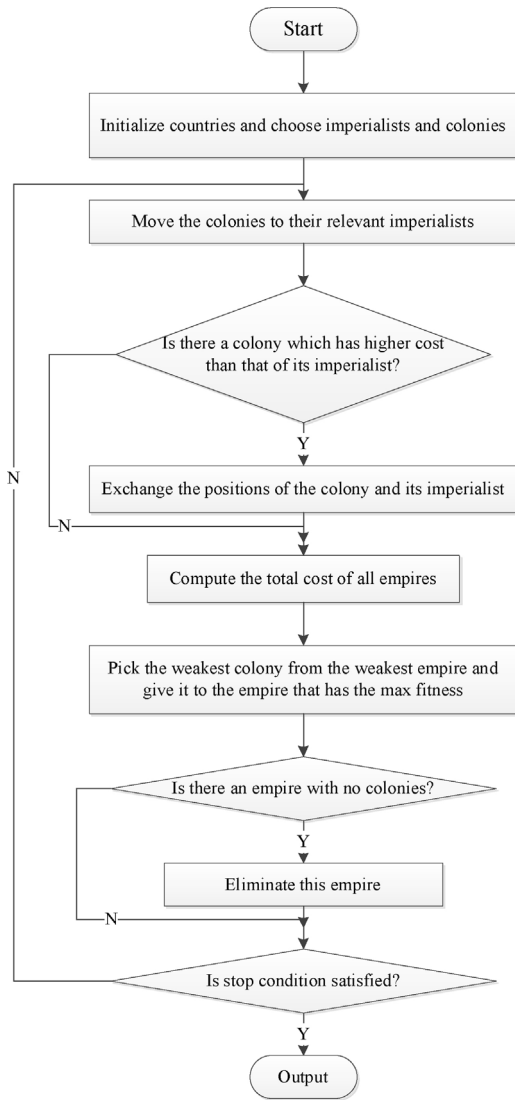 Start
Initialize countries and choose imperialists and colonies
Move the colonies to their relevant imperialists
Is there a colony which has higher cost
than that of its imperialist?
Y
N
Exchange the positions of the colony and its imperialist
N
Compute the total cost of all empires
Pick the weakest colony from the weakest empire and
give it to the empire that has the max fitness
Is there an empire with no colonies?
Y
Eliminate this empire
N
Is stop condition satisfied?
Y
Output